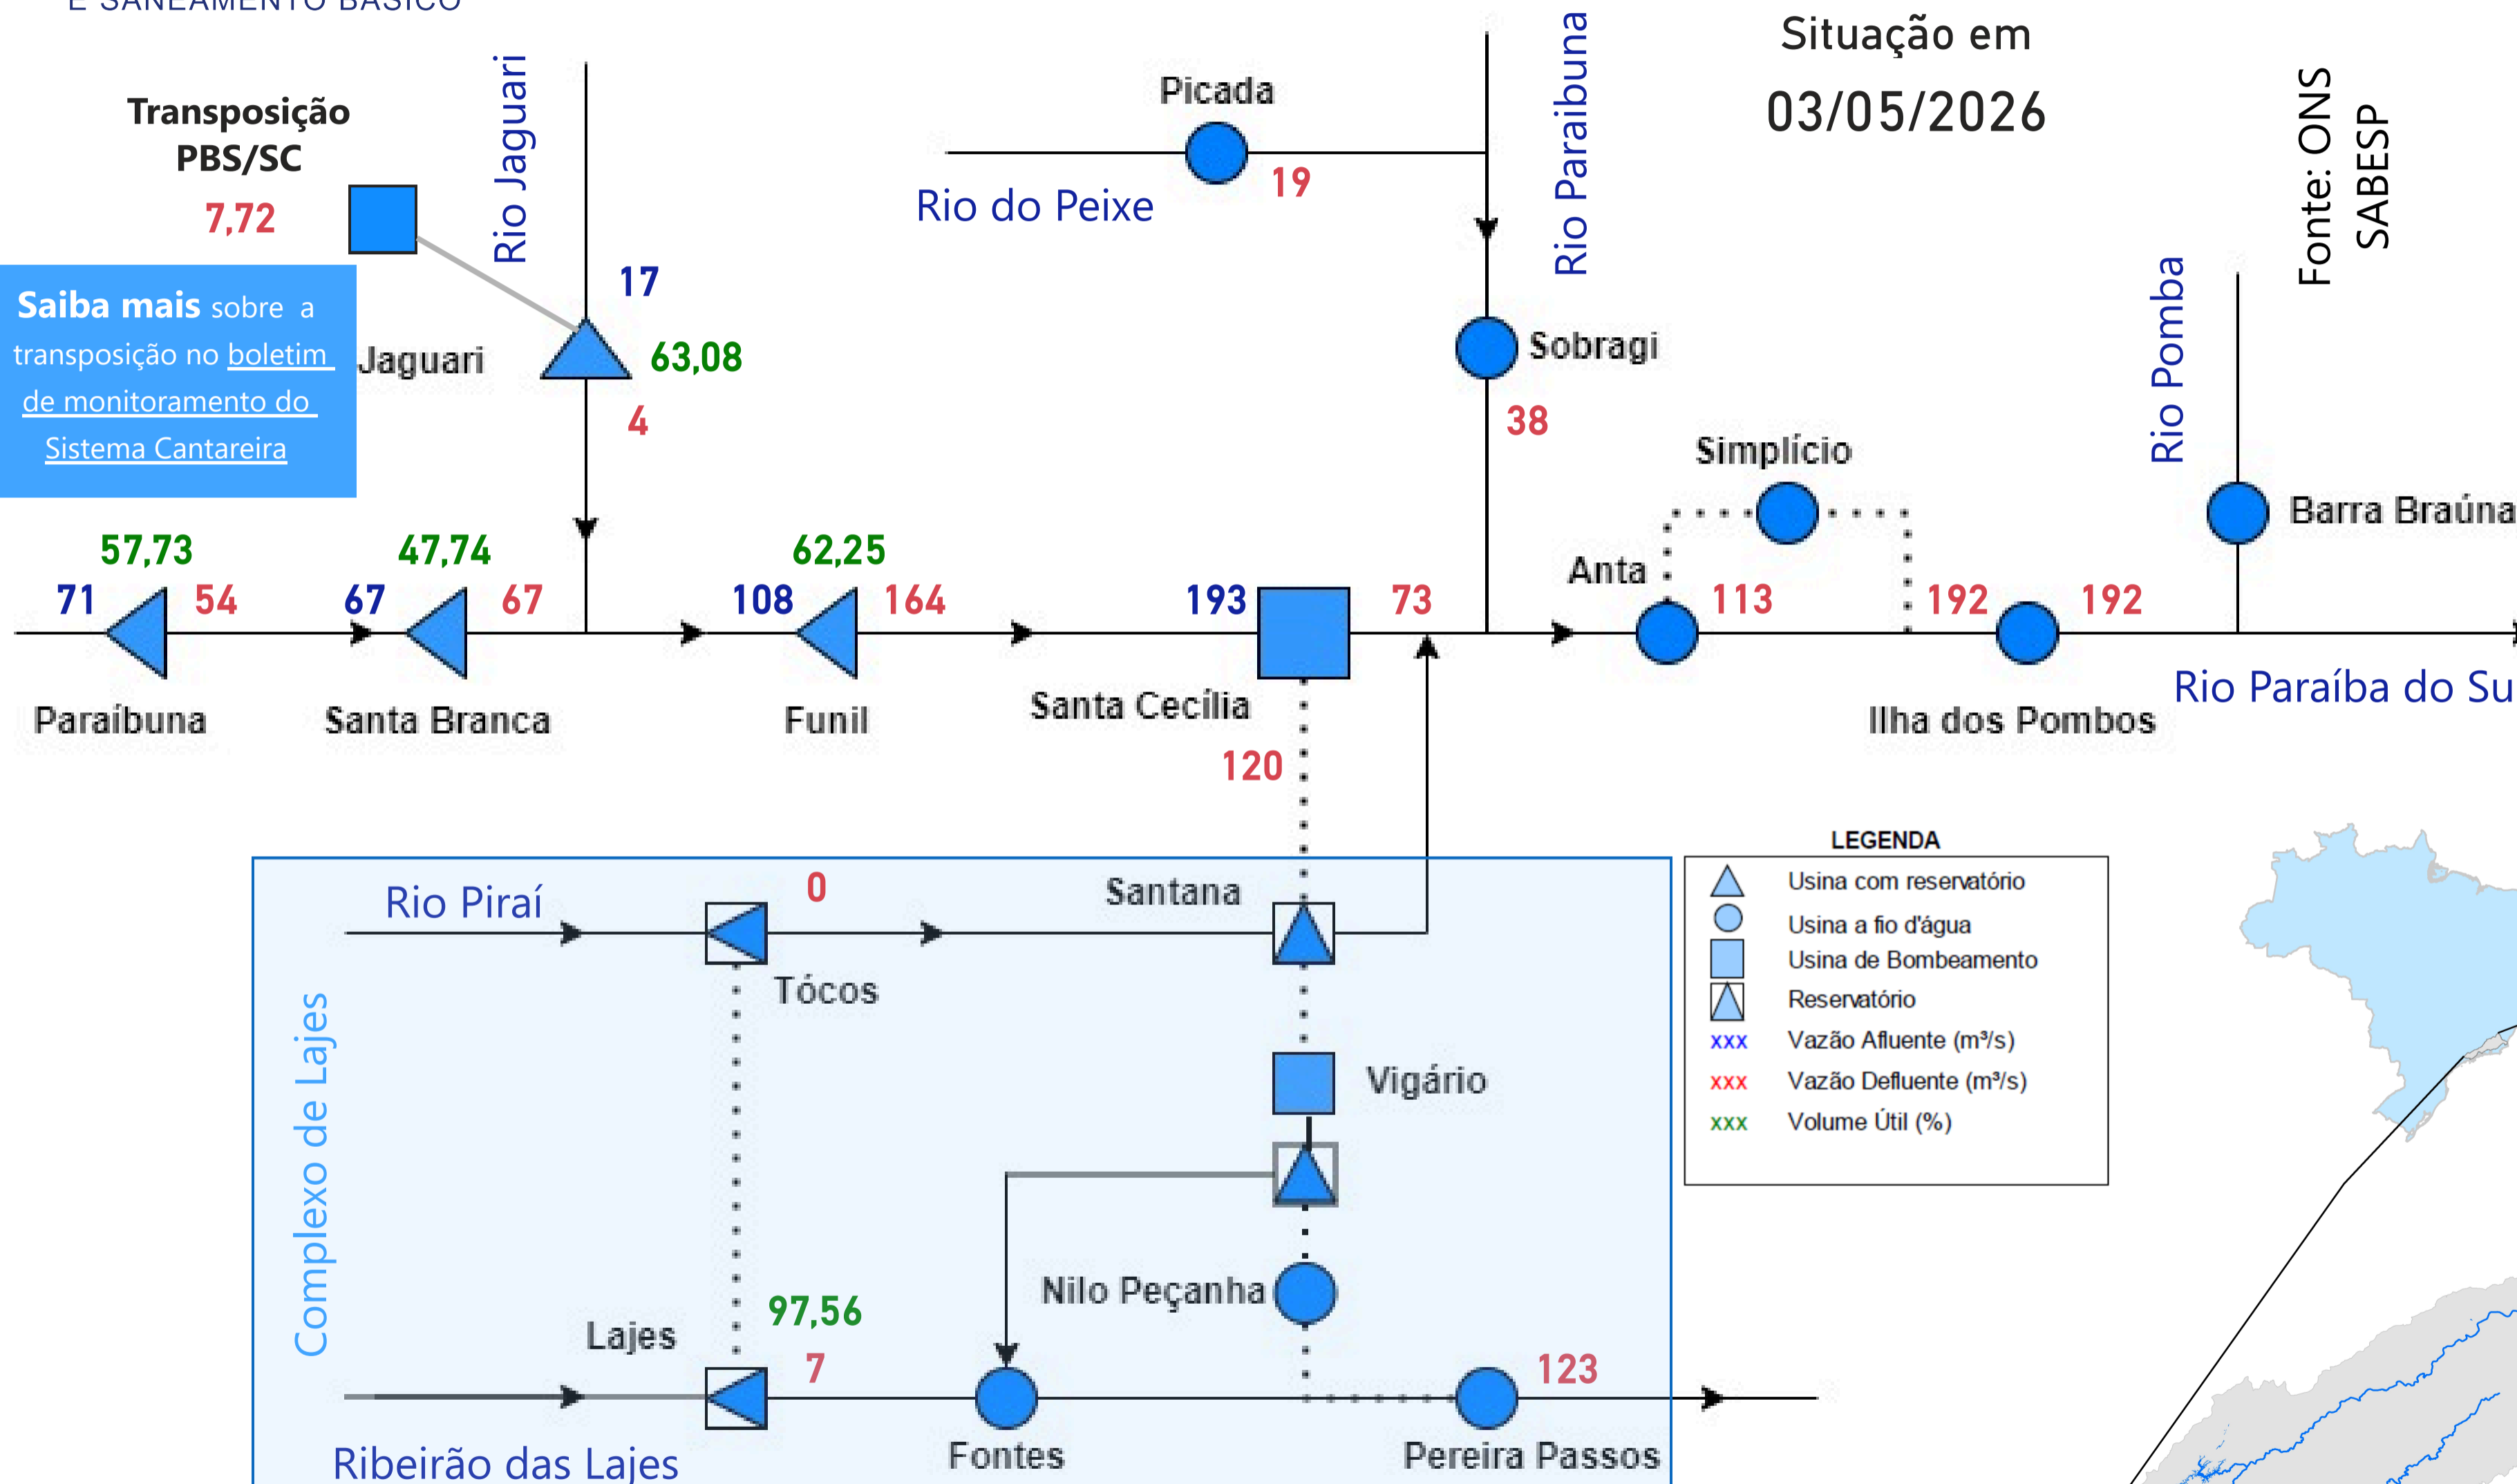 E SANEAMENTO BÁSICO
Situação em
03/05/2026
Fonte: ONS
SABESP
Transposição
PBS/SC
7,72
Rio Jaguari
Picada
19
Rio do Peixe
Rio Paraibuna
Saiba mais sobre a
transposição no boletim
de monitoramento do
Sistema Cantareira
17
Jaguari
63,08
4
Sobragi
38
Rio Pomba
Simplício
Barra Braúna
57,73
47,74
62,25
Anta
71
54
67
67
108
164
193
73
113
192
192
Paraíbuna
Santa Branca
Funil
Santa Cecília
Ilha dos Pombos
Rio Paraíba do Su
120
Complexo de Lajes
Rio Piraí
0
Santana
Tócos
Vigário
Nilo Peçanha
97,56
Lajes
7
123
Ribeirão das Lajes
Fontes
Pereira Passos
LEGENDA
Usina com reservatório
Usina a fio d'água
Usina de Bombeamento
Reservatório
xxx Vazão Afluente (m³/s)
xxx Vazão Defluente (m³/s)
xxx Volume Útil (%)